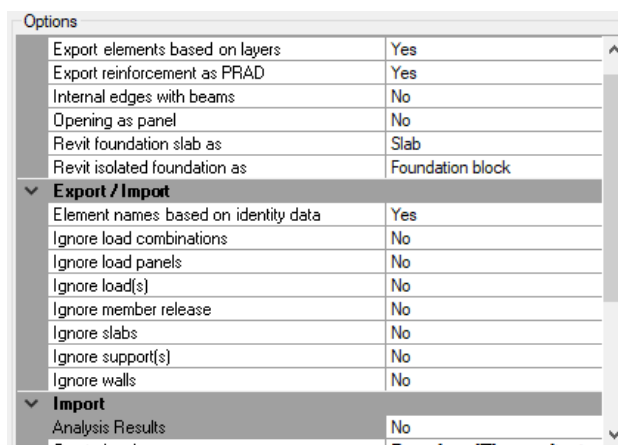 Options
Export elements based on layers Yes
Export reinforcement as PRAD Yes
Internal edges with beams No
Opening as panel No
Revit foundation slab as Slab
Revit isolated foundation as Foundation block
Export / Import
Element names based on identity data Yes
Ignore load combinations No
Ignore load panels No
Ignore load(s) No
Ignore member release No
Ignore slabs No
Ignore support(s) No
Ignore walls No
Import
Analysis Results No